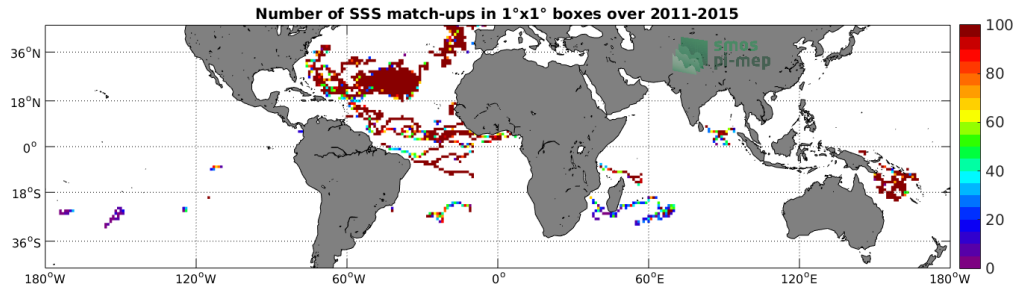 Number of SSS match-ups in 1°x1° boxes over 2011-2015
36°N
18°N
0°
18°S
36°S
180°W
120°W
60°W
0°
60°E
120°E
180°W
100
80
60
40
20
0
smos
pi-mep